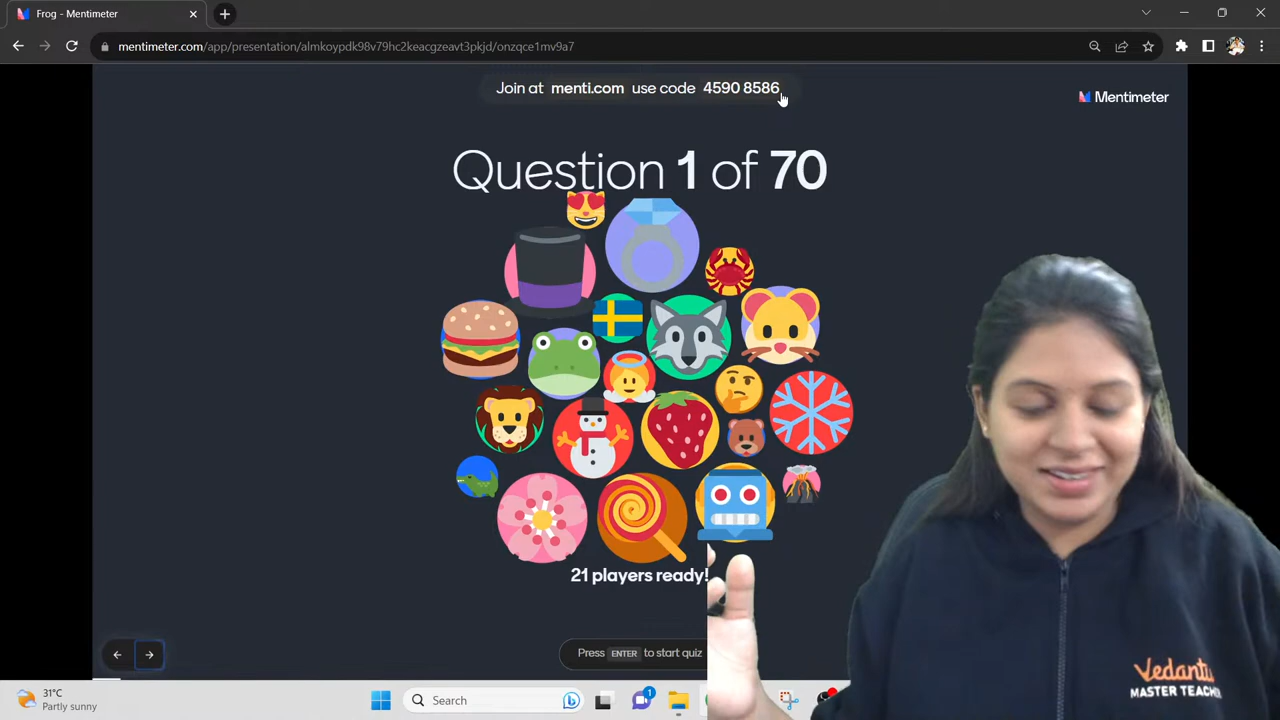 Frog - Mentimeter
mentimeter.com/app/presentation/almkoypdk98v79hc2keacgzeavt3pkjd/onzqce1mv9a7
Join at menti.com use code 4590 8586
Mentimeter
Question 1 of 70
21 players ready!
Press ENTER to start quiz
Vedantu
MASTER TEACHER
31°C
Partly sunny
Search
1